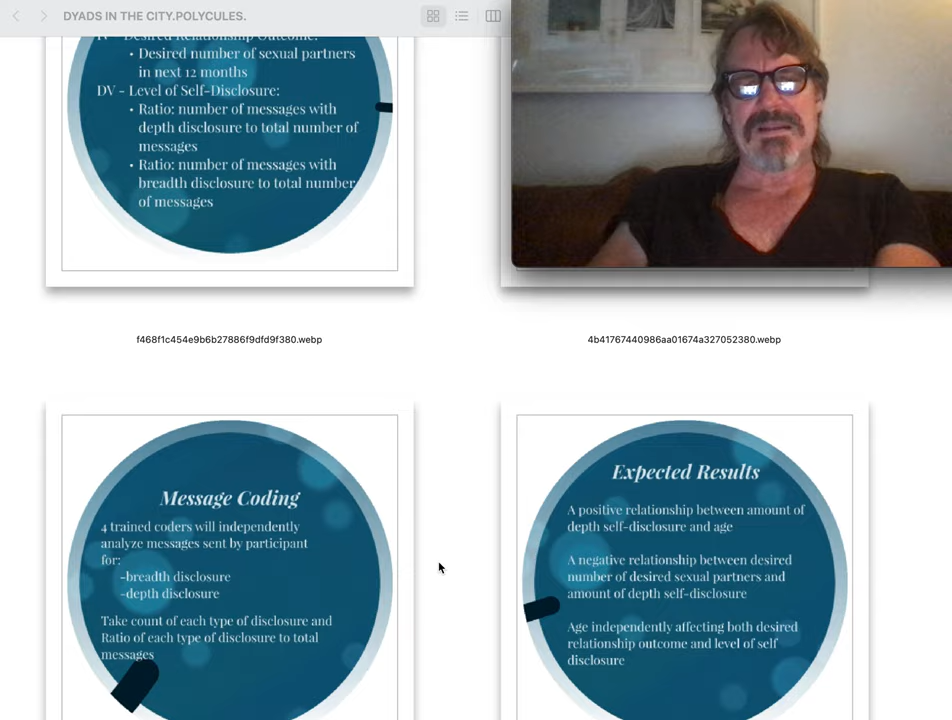 DYADS IN THE CITY.POLYCULES.
IV - Desired Relationship Outcome:
• Desired number of sexual partners
in next 12 months
DV - Level of Self-Disclosure:
• Ratio: number of messages with
depth disclosure to total number of
messages
• Ratio: number of messages with
breadth disclosure to total number
of messages
f468f1c454e9b6b27886f9dfd9f380.webp
4b41767440986aa01674a327052380.webp
Message Coding
4 trained coders will independently
analyze messages sent by participant
for:
-breadth disclosure
-depth disclosure
Take count of each type of disclosure and
Ratio of each type of disclosure to total
messages
Expected Results
A positive relationship between amount of
depth self-disclosure and age
A negative relationship between desired
number of desired sexual partners and
amount of depth self-disclosure
Age independently affecting both desired
relationship outcome and level of self
disclosure